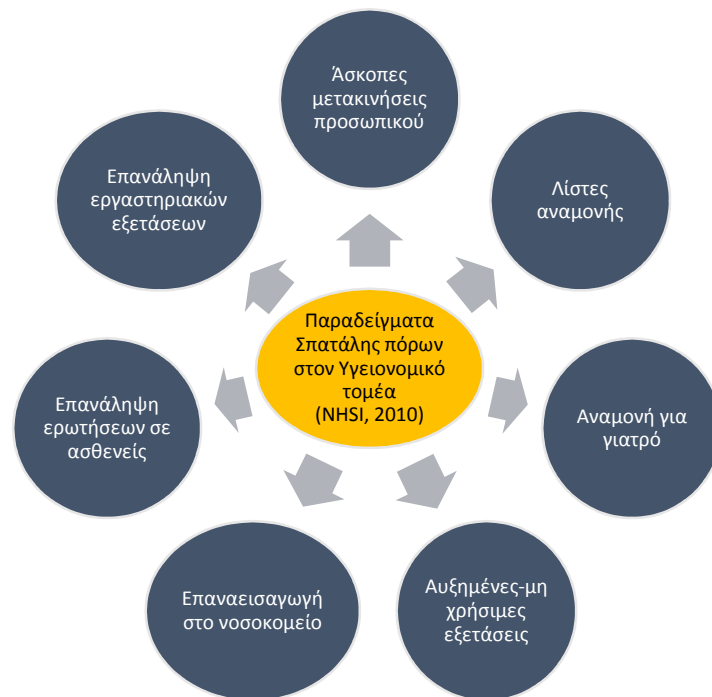 Άσκοπες
μετακινήσεις
προσωπικού
Λίστες
αναμονής
Αναμονή για
γιατρό
Αυξημένες-μη
χρήσιμες
εξετάσεις
Επαναεισαγωγή
στο νοσοκομείο
Επανάληψη
ερωτήσεων σε
ασθενείς
Επανάληψη
εργαστηριακών
εξετάσεων
Παραδείγματα
Σπατάλης πόρων
στον Υγειονομικό
τομέα
(NHSI, 2010)